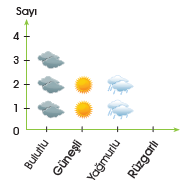 Sayı
4
3
2
1
0
Bulutlu
Güneşli
Yağmurlu
Rüzgarlı